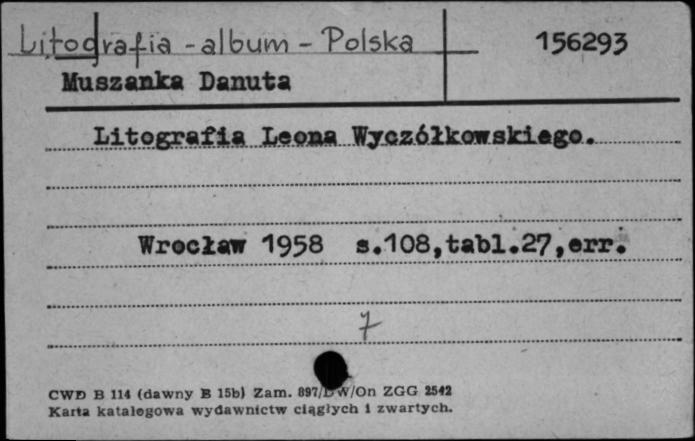 Litografia - album - Polska
156293
Muszanka Danuta
Litografia Leona Wyczółkowskiego.
Wrocław 1958 s.108,tabl.27,err.
7
CWD B 114 (dawny B 15b) Zam. 897/DW/On ZGG 2542
Karta katalogowa wydawnictw ciągłych i zwartych.